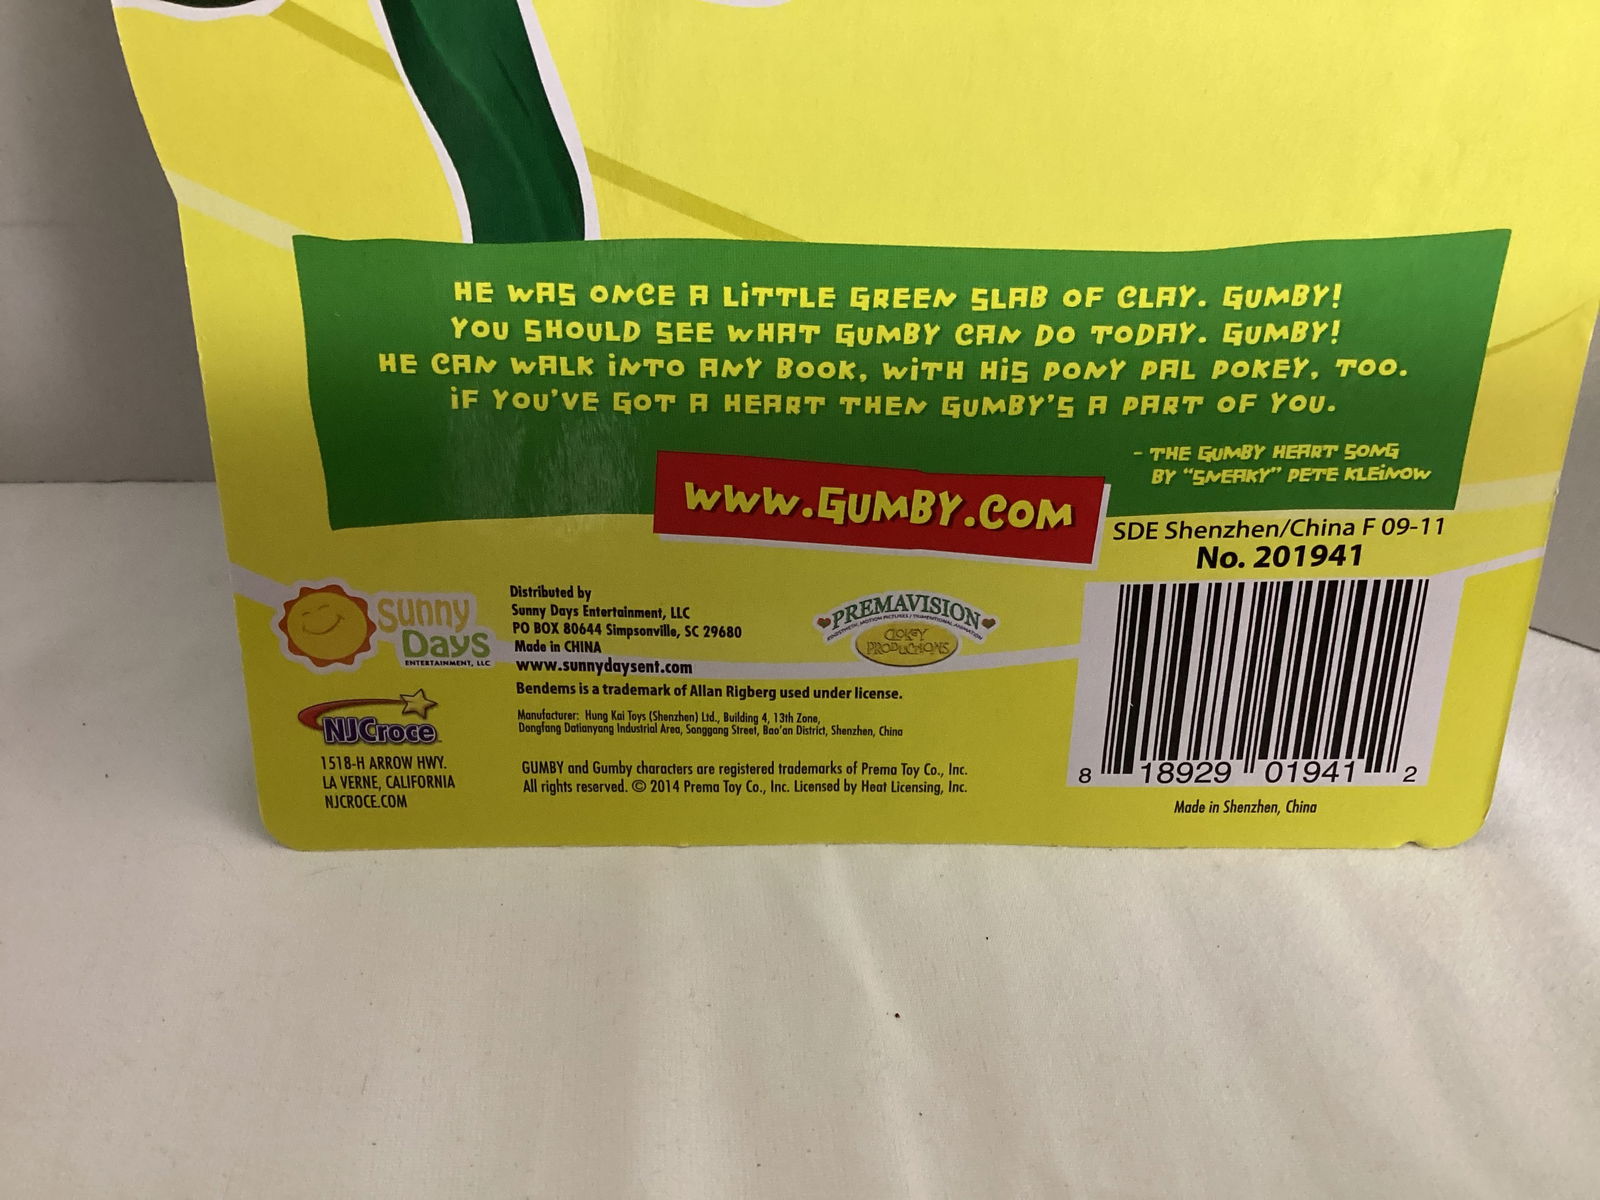 HE WAS ONCE A LITTLE GREEN SLAB OF CLAY. GUMBY!
YOU SHOULD SEE WHAT GUMBY CAN DO TODAY. GUMBY!
HE CAN WALK INTO ANY BOOK, WITH HIS PONY PAL POKEY, TOO.
IF YOU'VE GOT A HEART THEN GUMBY'S A PART OF YOU.
- THE GUMBY HEART SONG
BY "SNEAKY" PETE KLEINOW
WWW.GUMBY.COM
SDE Shenzhen/China F 09-11
No. 201941
sunny
Days
ENTERTAINMENT, LLC
Distributed by
Sunny Days Entertainment, LLC
PO BOX 80644 Simpsonville, SC 29680
Made in CHINA
www.sunnydaysent.com
Bendems is a trademark of Allan Rigberg used under license.
PREMAVISION
CLOKEY
PRODUCTIONS
NJCroce
1518-H ARROW HWY.
LA VERNE, CALIFORNIA
NJCROCE.COM
Manufacturer: Hung Kai Toys (Shenzhen) Ltd., Building 4, 13th Zone,
Dongfang Datianyang Industrial Area, Songgang Street, Bao'an District, Shenzhen, China
GUMBY and Gumby characters are registered trademarks of Prema Toy Co., Inc.
All rights reserved. © 2014 Prema Toy Co., Inc. Licensed by Heat Licensing, Inc.
8 18929 01941 2
Made in Shenzhen, China